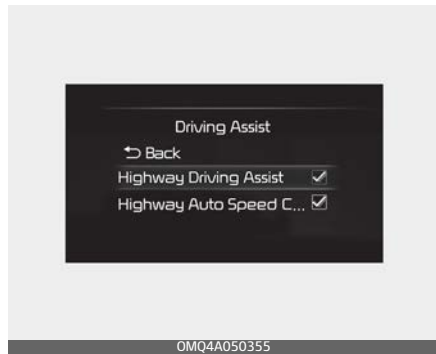 Driving Assist
Back
Highway Driving Assist
Highway Auto Speed C...
OMQ4A050355